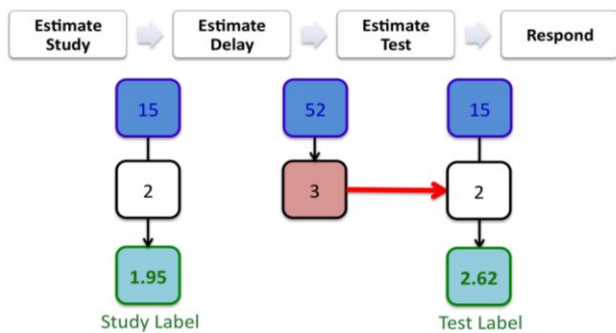 Estimate Study
Estimate Delay
Estimate Test
Respond
15
52
15
2
3
2
1.95
2.62
Study Label
Test Label